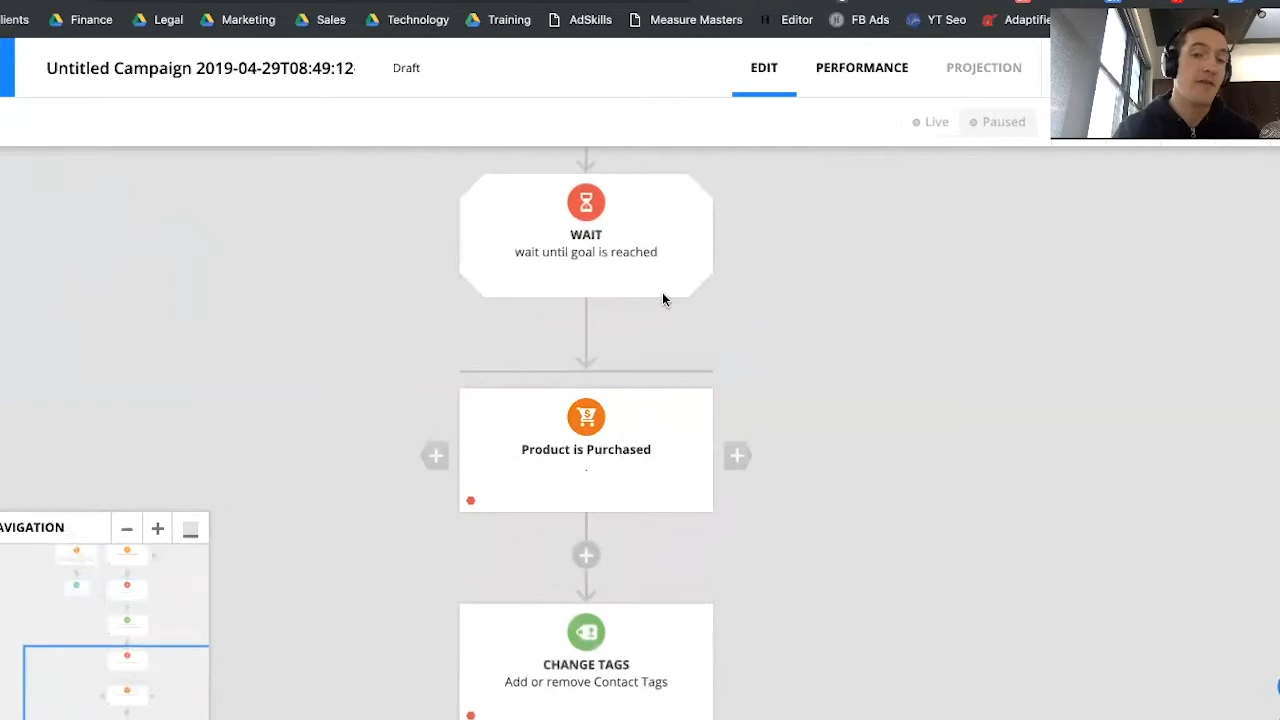 lients Finance Legal Marketing Sales Technology Training AdSkills Measure Masters Editor FB Ads YT Seo Adaptifie
Untitled Campaign 2019-04-29T08:49:12 Draft EDIT PERFORMANCE PROJECTION
Live Paused
WAIT
wait until goal is reached
Product is Purchased
.
AVIGATION
CHANGE TAGS
Add or remove Contact Tags